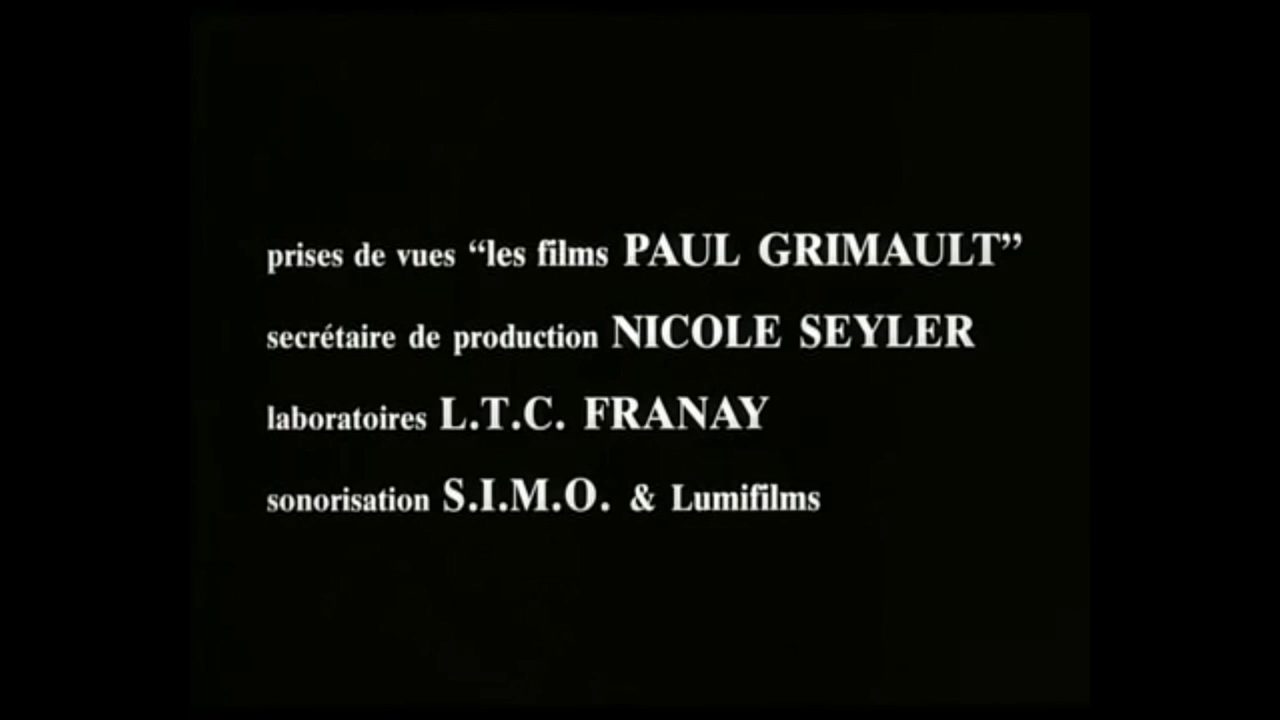 prises de vues “les films PAUL GRIMAULT”
secrétaire de production NICOLE SEYLER
laboratoires L.T.C. FRANAY
sonorisation S.I.M.O. & Lumifilms